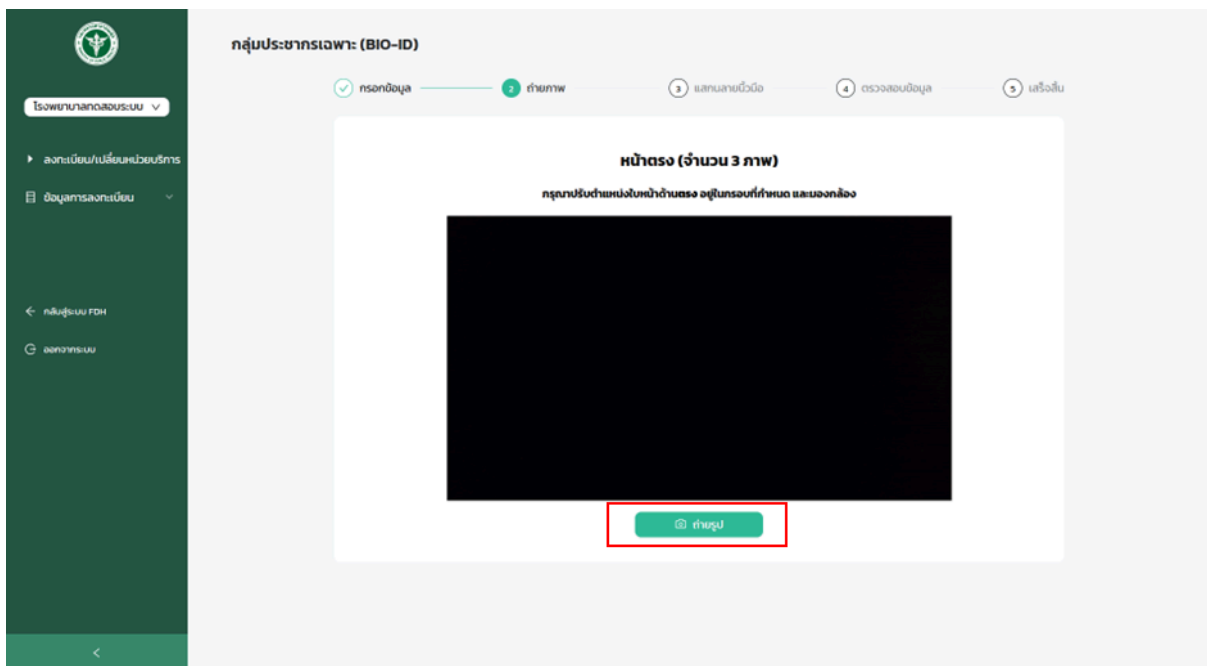 กลุ่มประชากรเฉพาะ (BIO-ID)
โรงพยาบาลทดสอบระบบ
กรอกข้อมูล
2 ถ่ายภาพ
3 แสกนลายนิ้วมือ
4 ตรวจสอบข้อมูล
5 เสร็จสิ้น
ลงทะเบียน/เปลี่ยนหน่วยบริการ
ข้อมูลการลงทะเบียน
กลับสู่ระบบ FDH
ออกจากระบบ
หน้าตรง (จำนวน 3 ภาพ)
กรุณาปรับตำแหน่งใบหน้าด้านตรง อยู่ในกรอบที่กำหนด และมองกล้อง
ถ่ายรูป